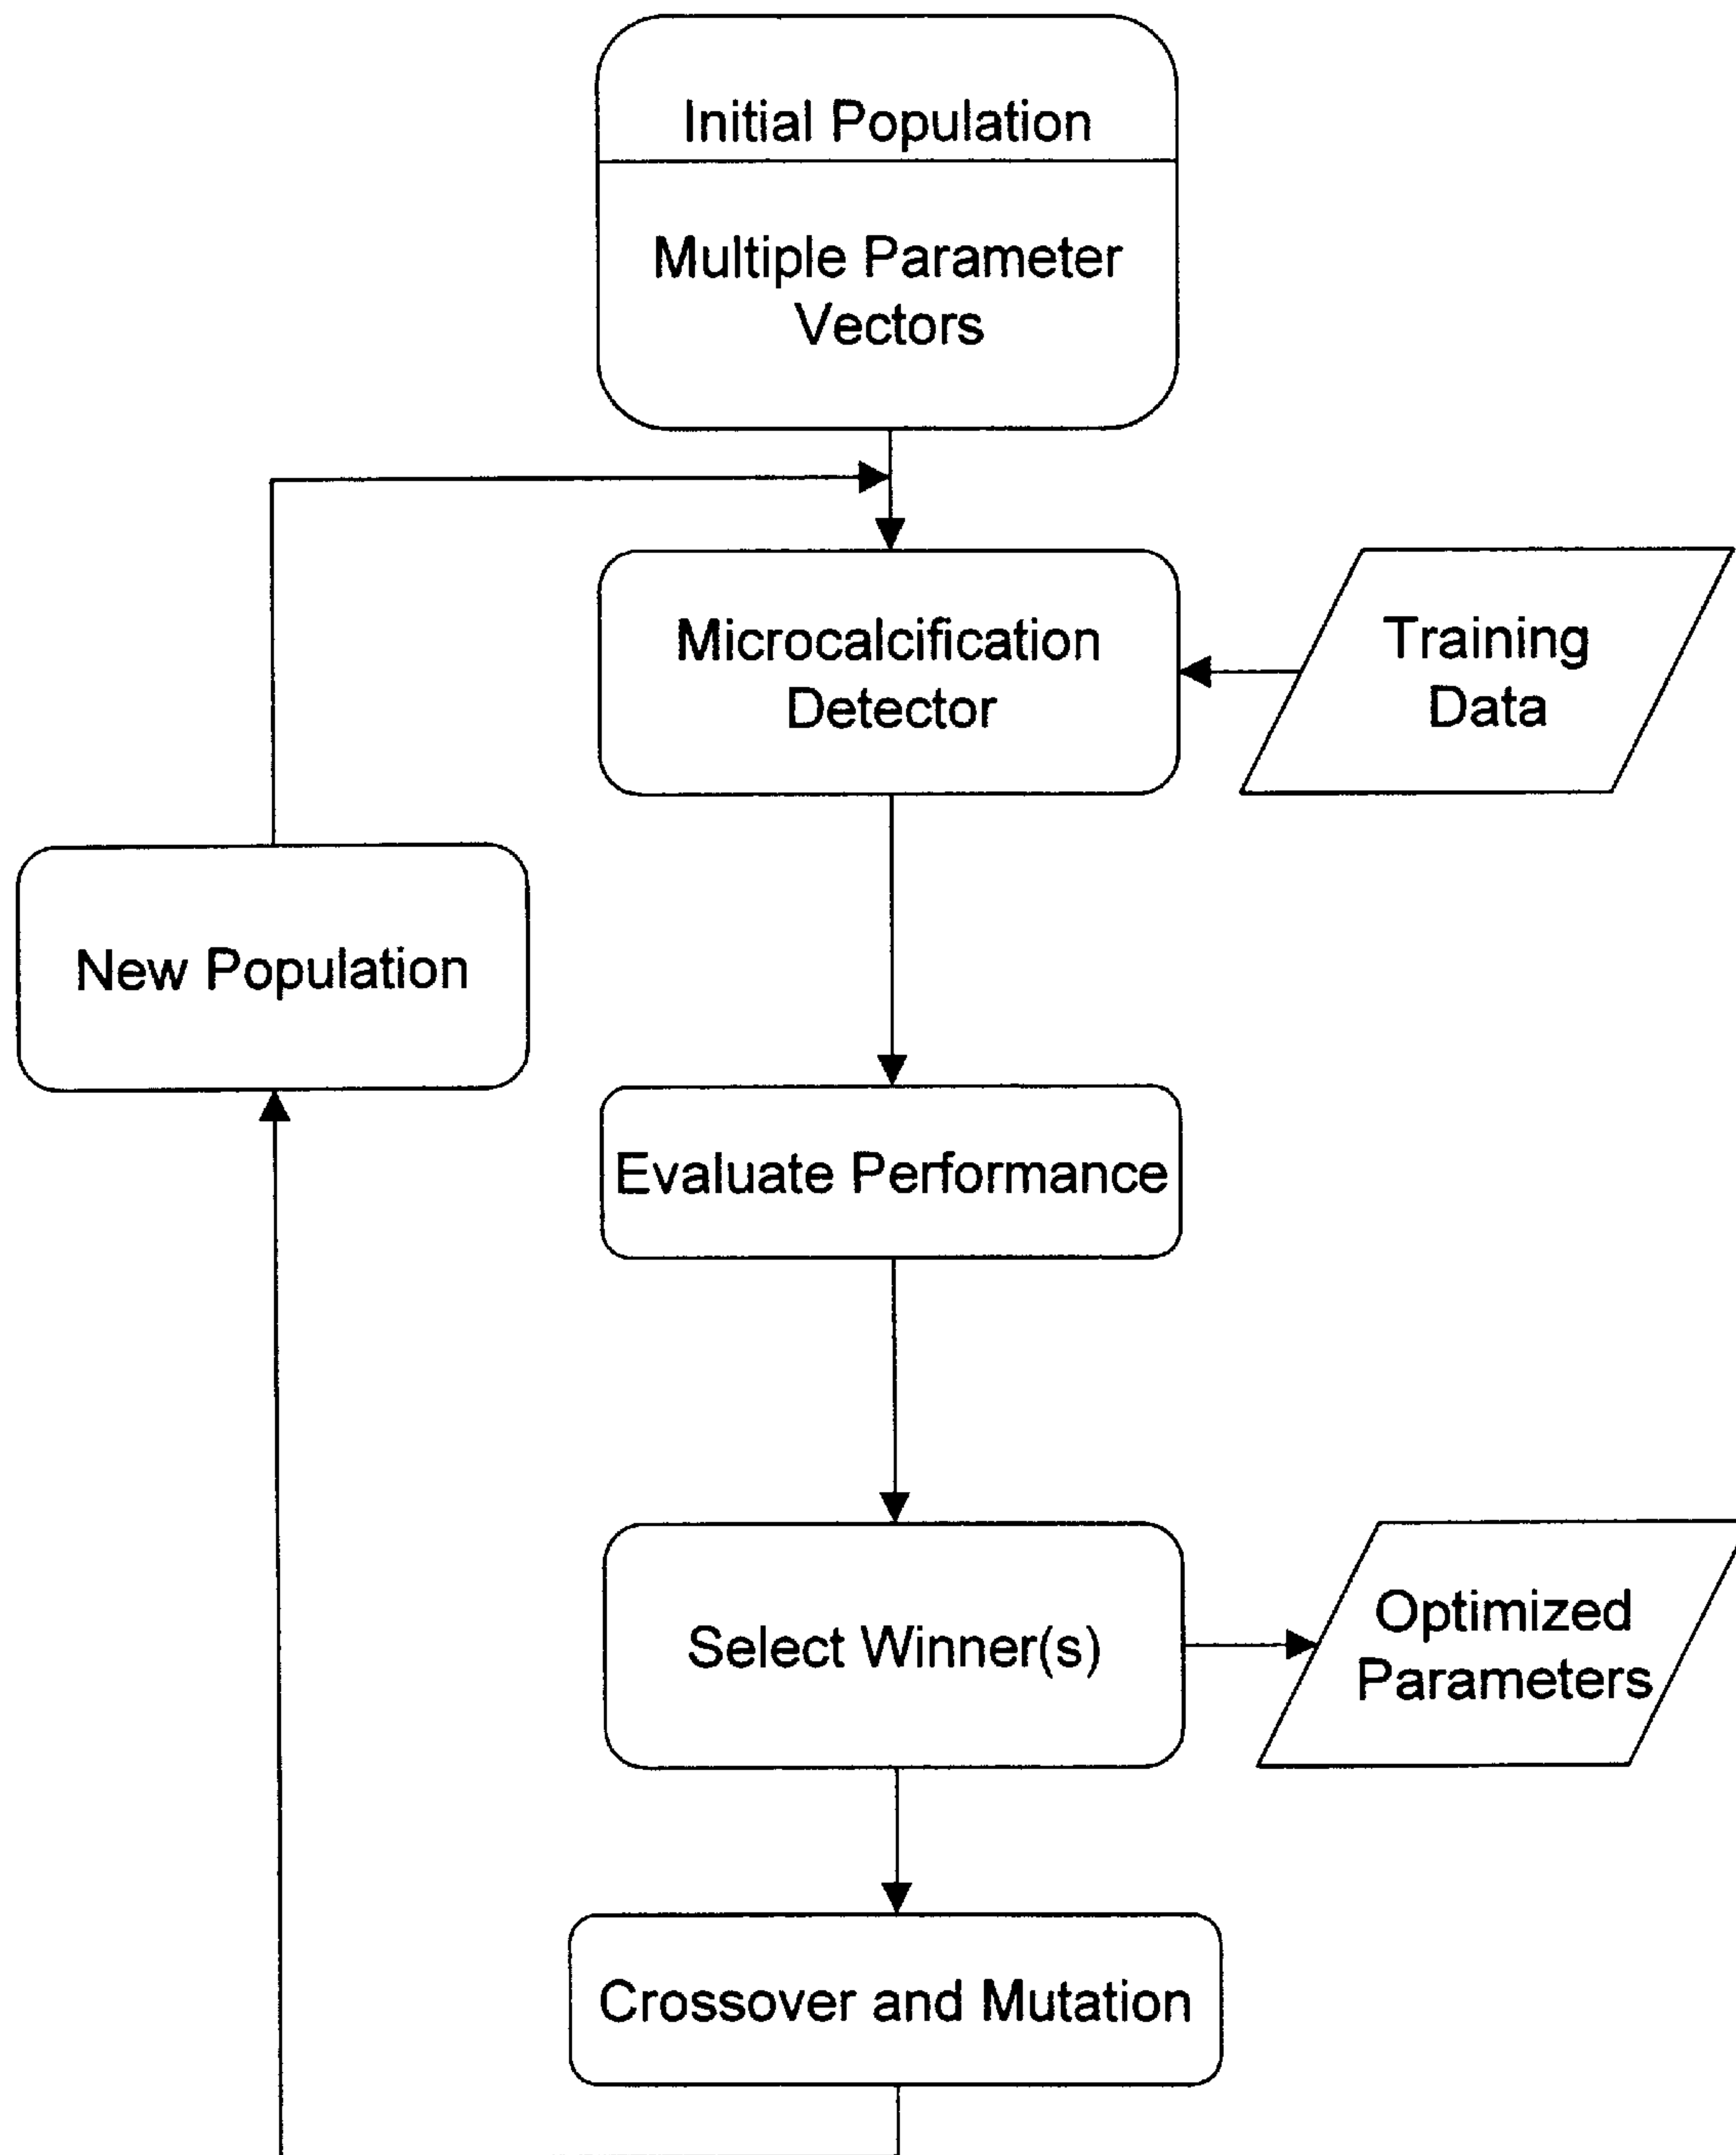 Initial Population
Multiple Parameter
Vectors
Microcalcification
Detector
Training
Data
New Population
Evaluate Performance
Select Winner(s)
Optimized
Parameters
Crossover and Mutation